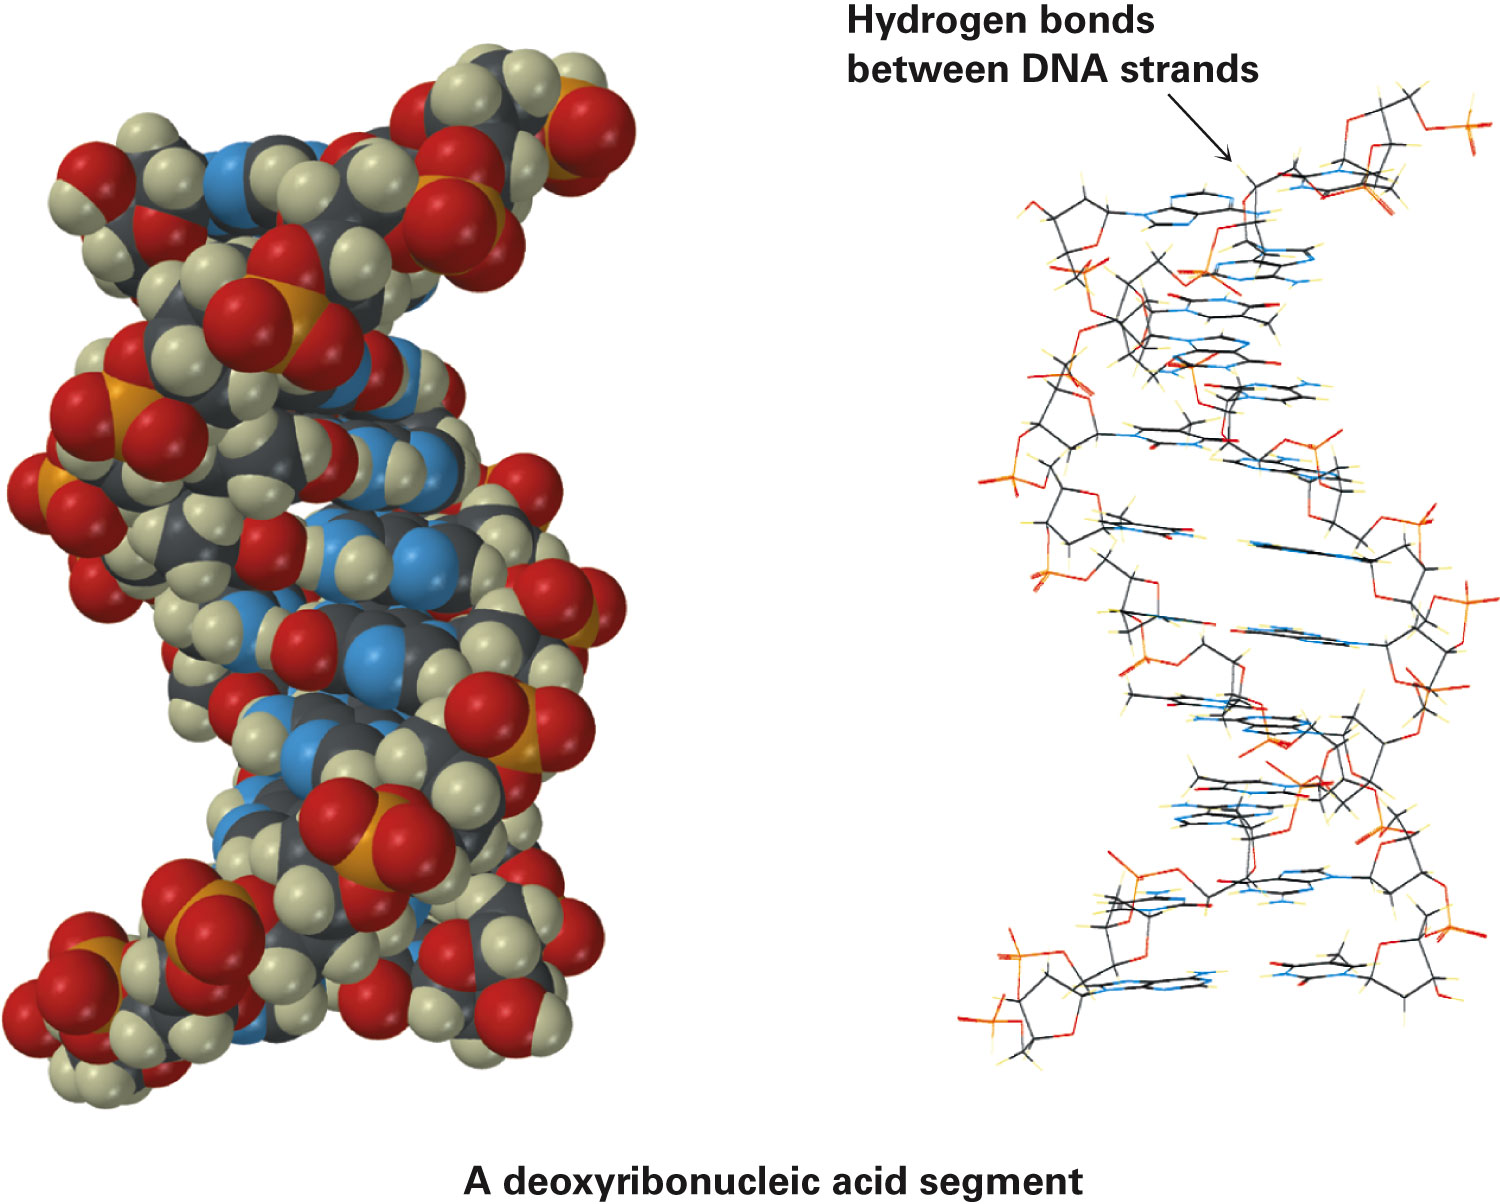 Hydrogen bonds
between DNA strands
A deoxyribonucleic acid segment